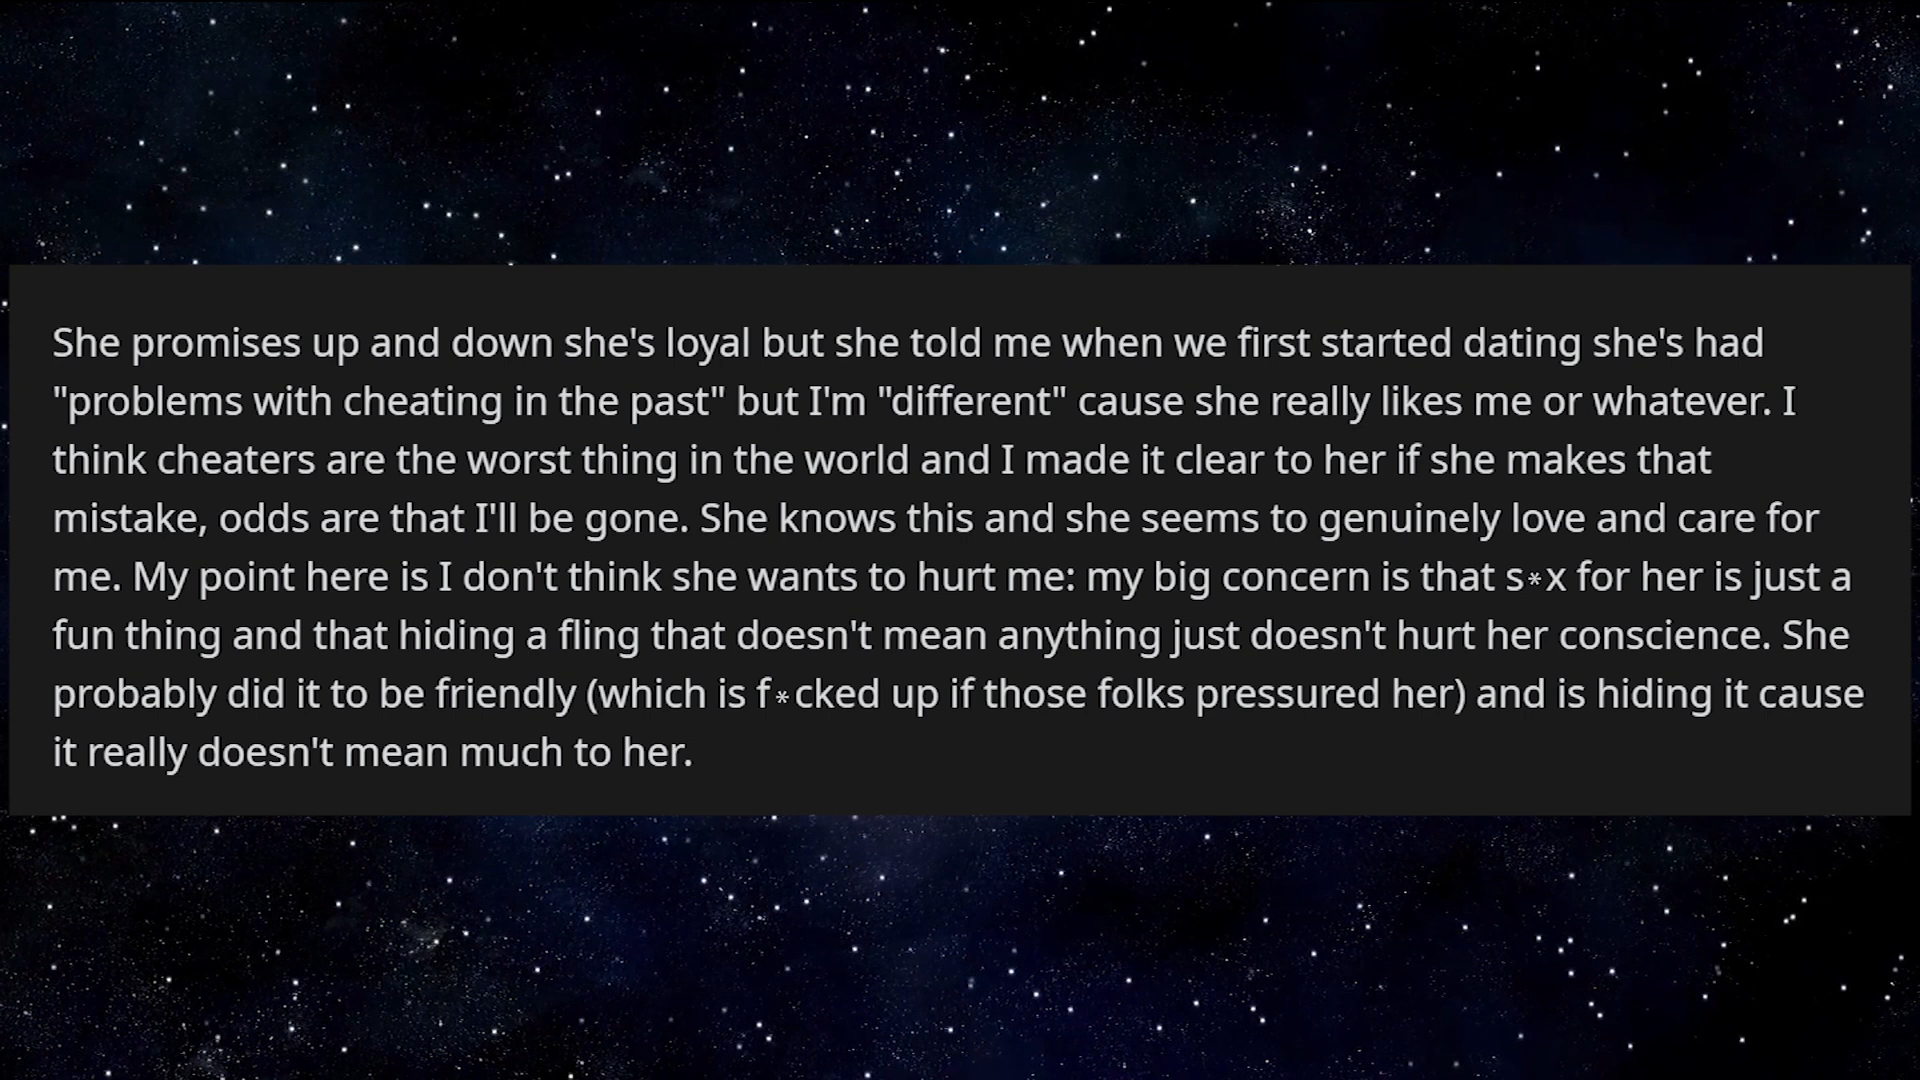 She promises up and down she's loyal but she told me when we first started dating she's had
"problems with cheating in the past" but I'm "different" cause she really likes me or whatever. I
think cheaters are the worst thing in the world and I made it clear to her if she makes that
mistake, odds are that I'll be gone. She knows this and she seems to genuinely love and care for
me. My point here is I don't think she wants to hurt me: my big concern is that s*x for her is just a
fun thing and that hiding a fling that doesn't mean anything just doesn't hurt her conscience. She
probably did it to be friendly (which is f*cked up if those folks pressured her) and is hiding it cause
it really doesn't mean much to her.